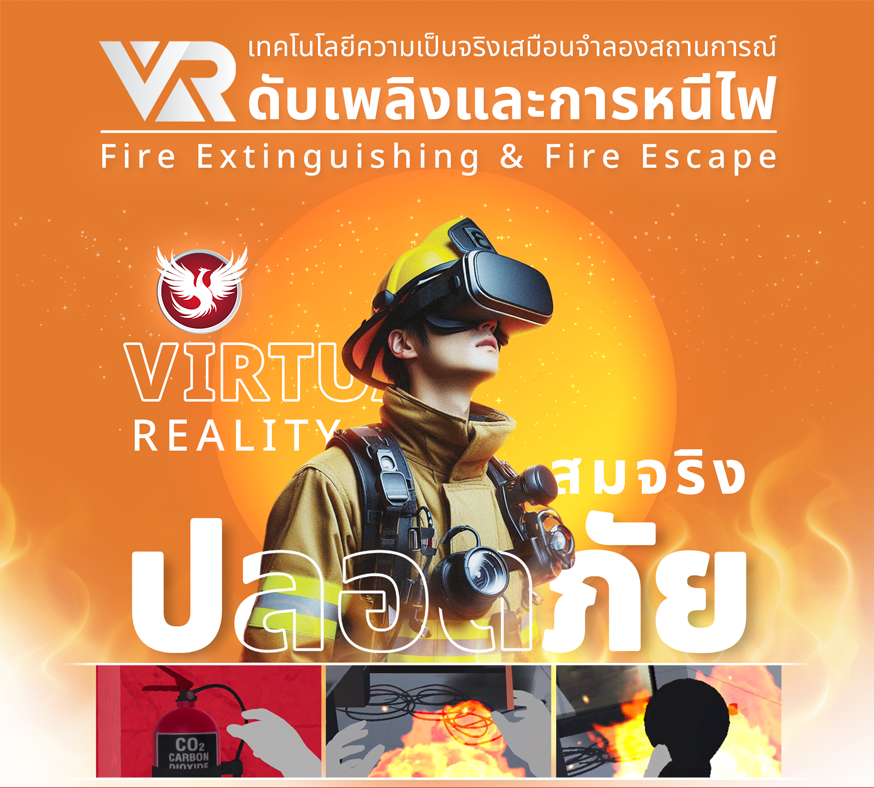 VR
เทคโนโลยีความเป็นจริงเสมือนจำลองสถานการณ์
ดับเพลิงและการหนีไฟ
Fire Extinguishing & Fire Escape
VIRTUA
REALITY
สมจริง
ปลอดภัย
CO₂
CARBON
DIOXIDE